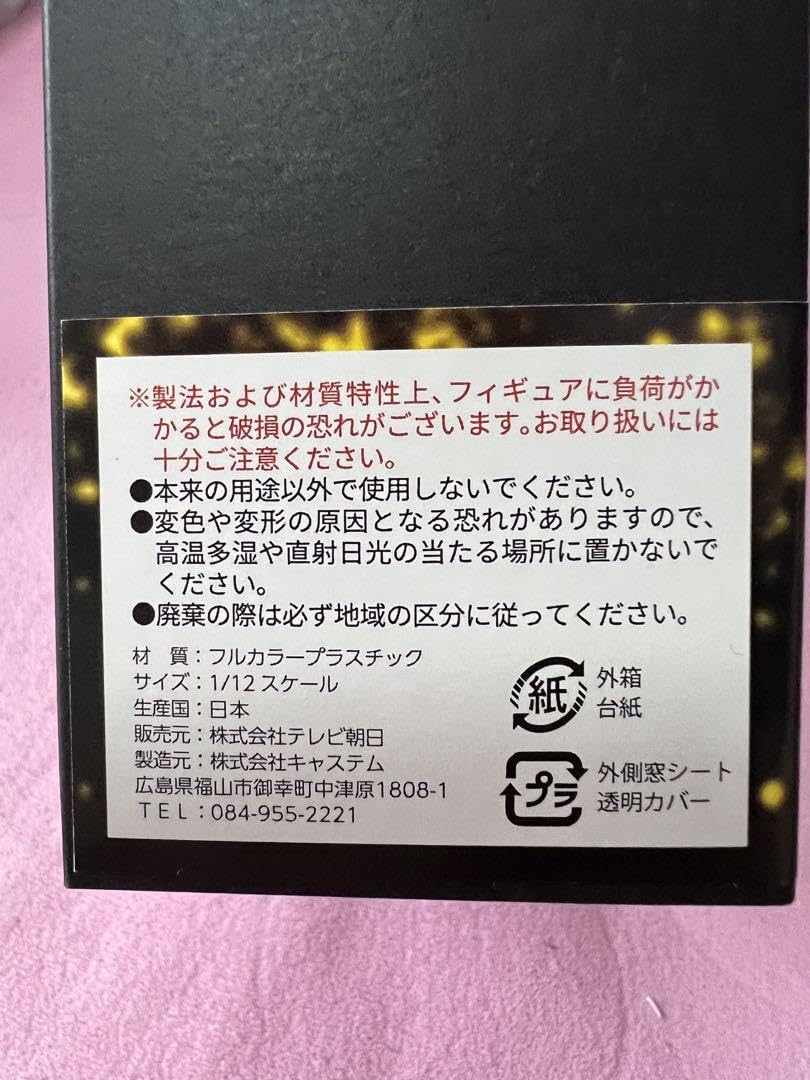 ※製法および材質特性上、フィギュアに負荷がか
かると破損の恐れがございます。お取り扱いには
十分ご注意ください。
●本来の用途以外で使用しないでください。
●変色や変形の原因となる恐れがありますので、
高温多湿や直射日光の当たる場所に置かないで
ください。
●廃棄の際は必ず地域の区分に従ってください。
材 質：フルカラープラスチック
サイズ：1/12スケール
生産国：日本
販売元：株式会社テレビ朝日
製造元：株式会社キャステム
広島県福山市御幸町中津原1808-1
ＴＥＬ：084-955-2221
紙
外箱
台紙
プラ
外側窓シート
透明カバー